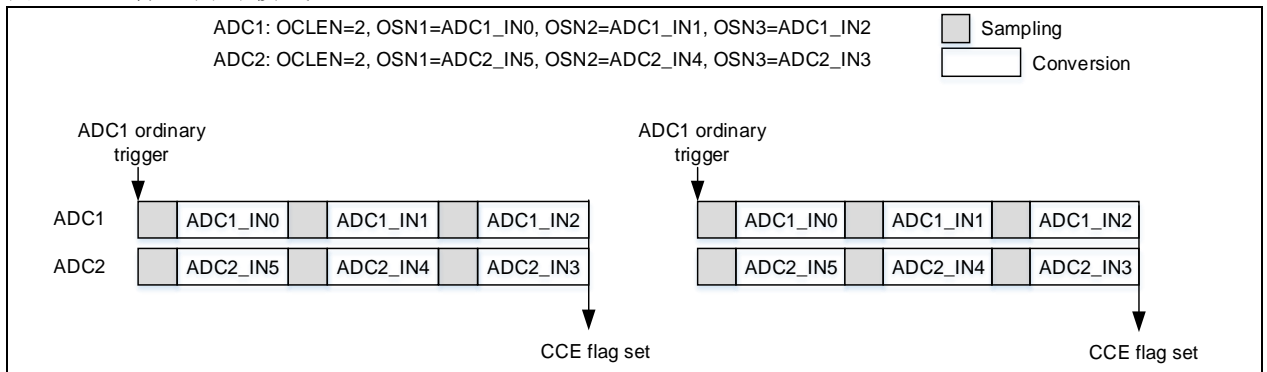 ADC1: OCLEN=2, OSN1=ADC1_IN0, OSN2=ADC1_IN1, OSN3=ADC1_IN2
Sampling
ADC2: OCLEN=2, OSN1=ADC2_IN5, OSN2=ADC2_IN4, OSN3=ADC2_IN3
Conversion
ADC1 ordinary
trigger
ADC1 ordinary
trigger
ADC1 ADC1_IN0 ADC1_IN1 ADC1_IN2 ADC1_IN0 ADC1_IN1 ADC1_IN2
ADC2 ADC2_IN5 ADC2_IN4 ADC2_IN3 ADC2_IN5 ADC2_IN4 ADC2_IN3
CCE flag set CCE flag set